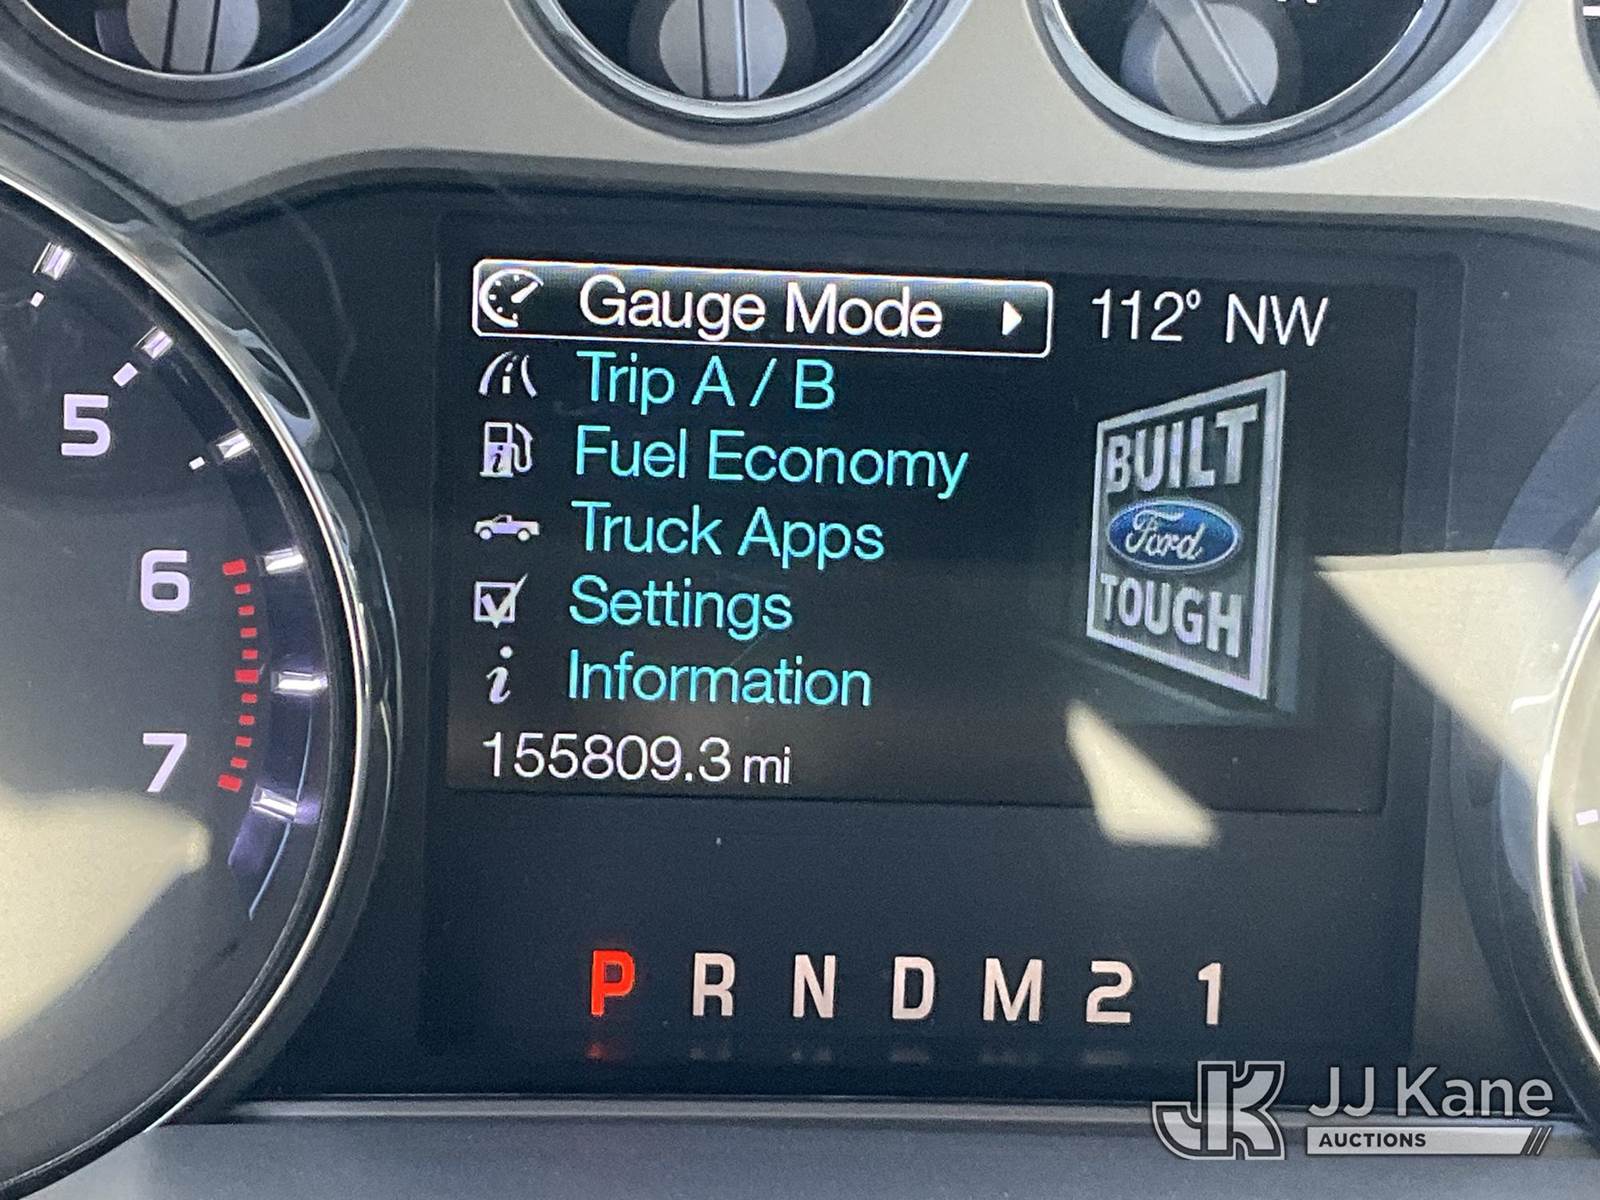 Gauge Mode
112° NW
Trip A / B
Fuel Economy
Truck Apps
Settings
Information
BUILT
Ford
TOUGH
155809.3 mi
5
6
7
P R N D M 2 1
JK JJ Kane
AUCTIONS